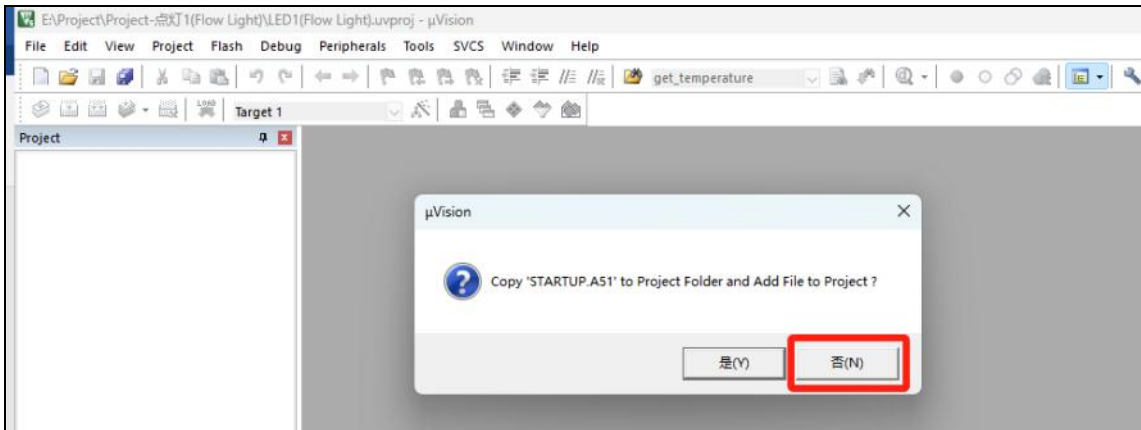 E:\Project\Project-点灯1(Flow Light)\LED1(Flow Light).uvproj - µVision
File Edit View Project Flash Debug Peripherals Tools SVCS Window Help
get_temperature
LOAD Target 1
Project
µVision
Copy 'STARTUP.A51' to Project Folder and Add File to Project ?
是(Y) 否(N)